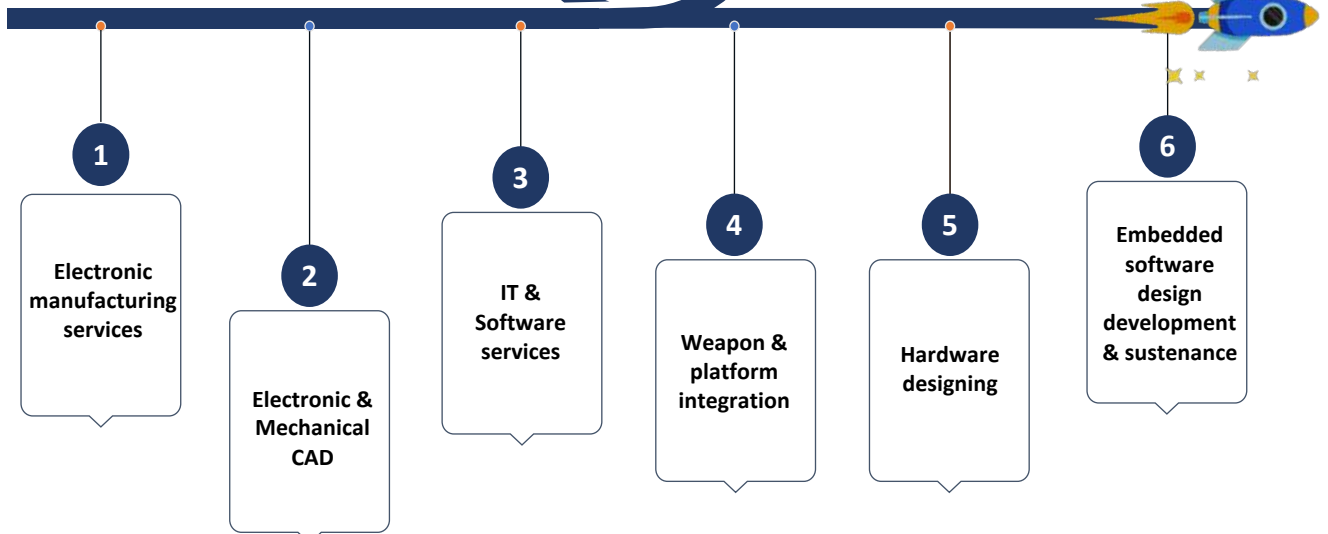 1
Electronic
manufacturing
services
2
Electronic &
Mechanical
CAD
3
IT &
Software
services
4
Weapon &
platform
integration
5
Hardware
designing
6
Embedded
software
design
development
& sustenance